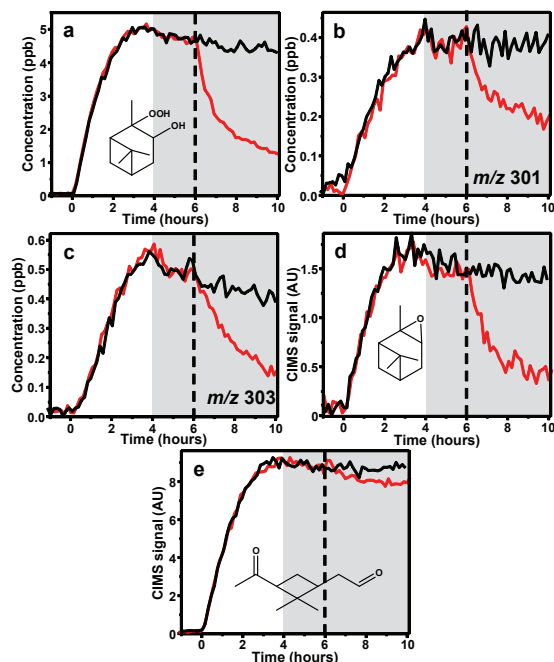 a
Concentration (ppb)
5
4
3
2
1
0
OOH
OH
0 2 4 6 8 10
Time (hours)
b
Concentration (ppb)
0.4
0.2
0.0
m/z 301
0 2 4 6 8 10
Time (hours)
c
Concentration (ppb)
0.6
0.5
0.4
0.3
0.2
0.1
0.0
m/z 303
0 2 4 6 8 10
Time (hours)
d
CIMS signal (AU)
1.5
1.0
0.5
0.0
O
0 2 4 6 8 10
Time (hours)
e
CIMS signal (AU)
8
6
4
2
0
O
O
0 2 4 6 8 10
Time (hours)